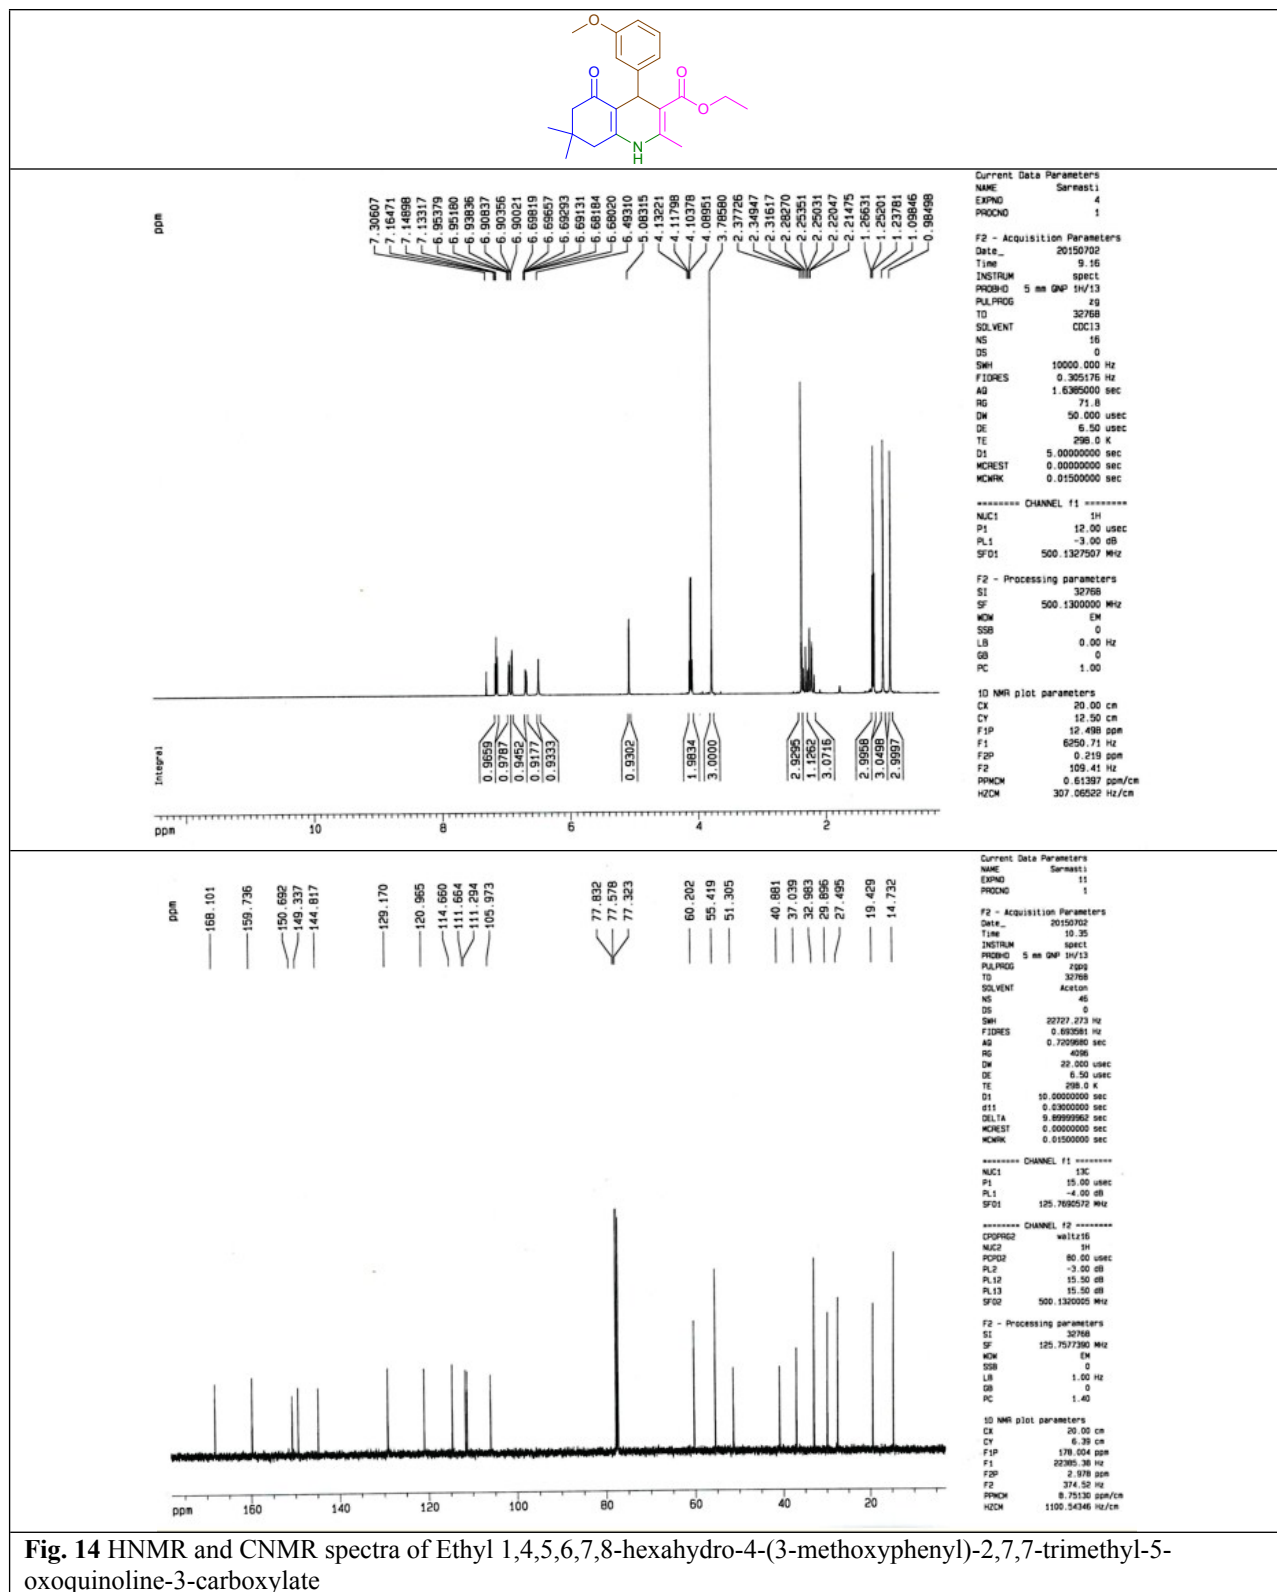 O
O
O
O
N
H
ppm
7.30607
7.16471
7.14898
7.13317
6.95379
6.95180
6.93836
6.90837
6.90356
6.90021
6.69819
6.69657
6.69293
6.69131
6.68184
6.68020
6.49310
5.08315
4.13221
4.11798
4.10378
4.08951
3.78580
2.37726
2.34947
2.31617
2.28270
2.25351
2.25031
2.22047
2.21475
1.26631
1.25201
1.23781
1.09846
0.98498
Current Data Parameters
NAME Sarmasti
EXPNO 4
PROCNO 1
F2 - Acquisition Parameters
Date_ 20150702
Time 9.16
INSTRUM spect
PROBHD 5 mm QNP 1H/13
PULPROG zg
TD 32768
SOLVENT CDCl3
NS 16
DS 0
SWH 10000.000 Hz
FIDRES 0.305176 Hz
AQ 1.6385000 sec
RG 71.8
DW 50.000 usec
DE 6.50 usec
TE 298.0 K
D1 5.00000000 sec
MCREST 0.00000000 sec
MCWRK 0.01500000 sec
======== CHANNEL f1 ========
NUC1 1H
P1 12.00 usec
PL1 -3.00 dB
SFO1 500.1327507 MHz
F2 - Processing parameters
SI 32768
SF 500.1300000 MHz
WDW EM
SSB 0
LB 0.00 Hz
GB 0
PC 1.00
1D NMR plot parameters
CX 20.00 cm
CY 12.50 cm
F1P 12.498 ppm
F1 6250.71 Hz
F2P 0.219 ppm
F2 109.41 Hz
PPMCM 0.61397 ppm/cm
HZCM 307.06522 Hz/cm
Integral
0.9659
0.9787
0.9452
0.9177
0.9333
0.9302
1.9834
3.0000
2.9295
1.1262
3.0716
2.9958
3.0498
2.9997
ppm 10 8 6 4 2
ppm
168.101
159.736
150.692
149.337
144.817
129.170
120.965
114.660
111.664
111.294
105.973
77.832
77.578
77.323
60.202
55.419
51.305
40.881
37.039
32.983
29.896
27.495
19.429
14.732
Current Data Parameters
NAME Sarmasti
EXPNO 11
PROCNO 1
F2 - Acquisition Parameters
Date_ 20150702
Time 10.35
INSTRUM spect
PROBHD 5 mm QNP 1H/13
PULPROG zgpg
TD 32768
SOLVENT Aceton
NS 46
DS 0
SWH 22727.273 Hz
FIDRES 0.693581 Hz
AQ 0.7209680 sec
RG 4096
DW 22.000 usec
DE 6.50 usec
TE 298.0 K
D1 10.00000000 sec
d11 0.03000000 sec
DELTA 9.89999962 sec
MCREST 0.00000000 sec
MCWRK 0.01500000 sec
======== CHANNEL f1 ========
NUC1 13C
P1 15.00 usec
PL1 -4.00 dB
SFO1 125.7690572 MHz
======== CHANNEL f2 ========
CPDPRG2 waltz16
NUC2 1H
PCPD2 80.00 usec
PL2 -3.00 dB
PL12 15.50 dB
PL13 15.50 dB
SFO2 500.1320005 MHz
F2 - Processing parameters
SI 32768
SF 125.7577390 MHz
WDW EM
SSB 0
LB 1.00 Hz
GB 0
PC 1.40
1D NMR plot parameters
CX 20.00 cm
CY 6.39 cm
F1P 178.004 ppm
F1 22385.38 Hz
F2P 2.978 ppm
F2 374.52 Hz
PPMCM 8.75130 ppm/cm
HZCM 1100.54346 Hz/cm
ppm 160 140 120 100 80 60 40 20
Fig. 14 HNMR and CNMR spectra of Ethyl 1,4,5,6,7,8-hexahydro-4-(3-methoxyphenyl)-2,7,7-trimethyl-5-
oxoquinoline-3-carboxylate